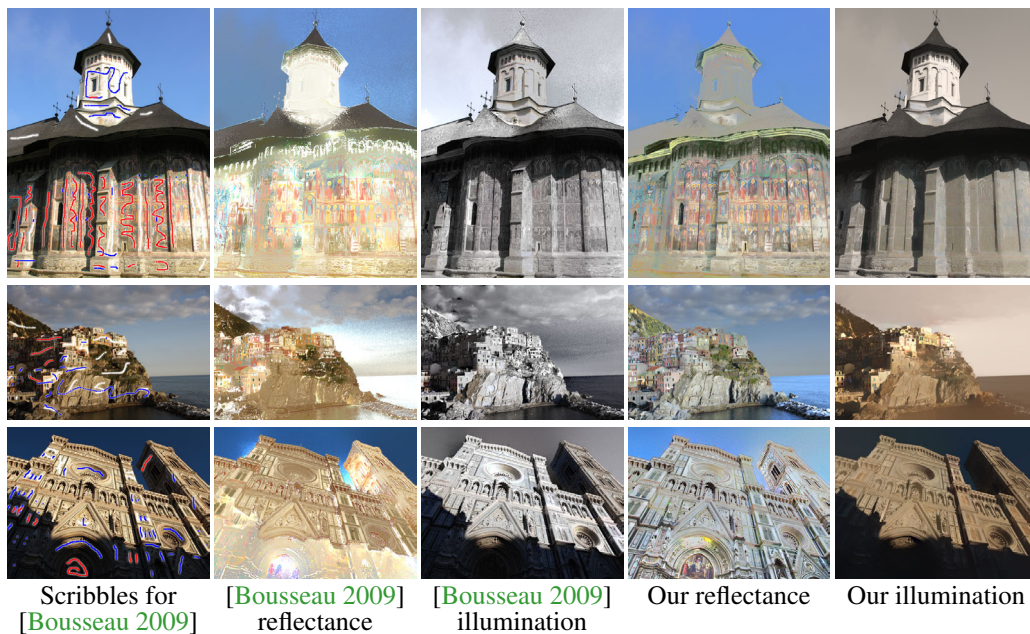 Scribbles for
[Bousseau 2009]
[Bousseau 2009]
reflectance
[Bousseau 2009]
illumination
Our reflectance
Our illumination